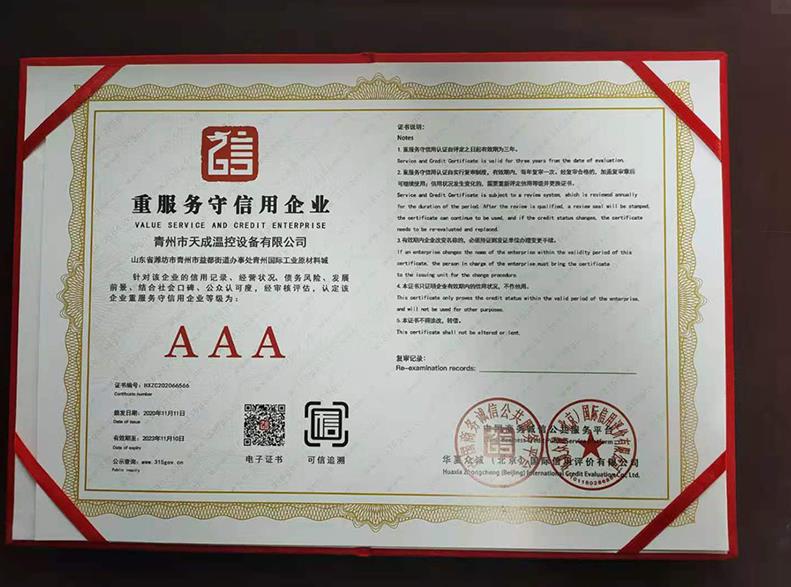 信
重服务守信用企业
VALUE SERVICE AND CREDIT ENTERPRISE
青州市天成温控设备有限公司
山东省潍坊市青州市益都街道办事处青州国际工业原材料城
针对该企业的信用记录、经营状况、债务风险、发展
前景、结合社会口碑、公众认可度，经审核评估，认定该
企业重服务守信用企业等级为：
AAA
证书编号：HXZC202066566
Certificate number
颁发日期：2020年11月11日
Date of issue
有效期至：2023年11月10日
Date of expiry
公示查询：www.315gov.cn
Public inquiry
电子证书
可信追溯
证书说明：
Notes
1.重服务守信用认证自评定之日起有效期为三年。
Service and Credit Certificate is valid for three years from the date of evaluation.
2.重服务守信用认证自实行复审制度，有效期内，每年复审一次，经复审合格的，加盖复审章后
可继续使用；信用状况发生变化的，需要重新评定信用等级并更换证书。
Service and Credit Certificate is subject to a review system, which is reviewed annually
for the duration of the period. After the review is qualified, a review seal will be stamped,
the certificate can continue to be used, and if the credit status changes, the certificate
needs to be re-evaluated and replaced.
3.有效期内企业改变名称的，必须持证到发证单位办理变更手续。
If an enterprise changes the name of the enterprise within the validity period of this
certificate, the person in charge of the enterprise must bring the certificate
to the issuing unit for the change procedure.
4.本证书只证明企业有效期内的信用状况，不作他用。
This certificate only proves the credit status within the valid period of the enterprise,
and will not be used for other purposes.
5.本证书不得涂改，转借。
This certificate shall not be altered or lent.
复审记录：
Re-examination records:
中国商务诚信公共服务平台
Business Credit Public Service Platform
华夏众诚（北京）国际信用评价有限公司
Huaxia Zhongcheng (Beijing) International Credit Evaluation Co., Ltd.